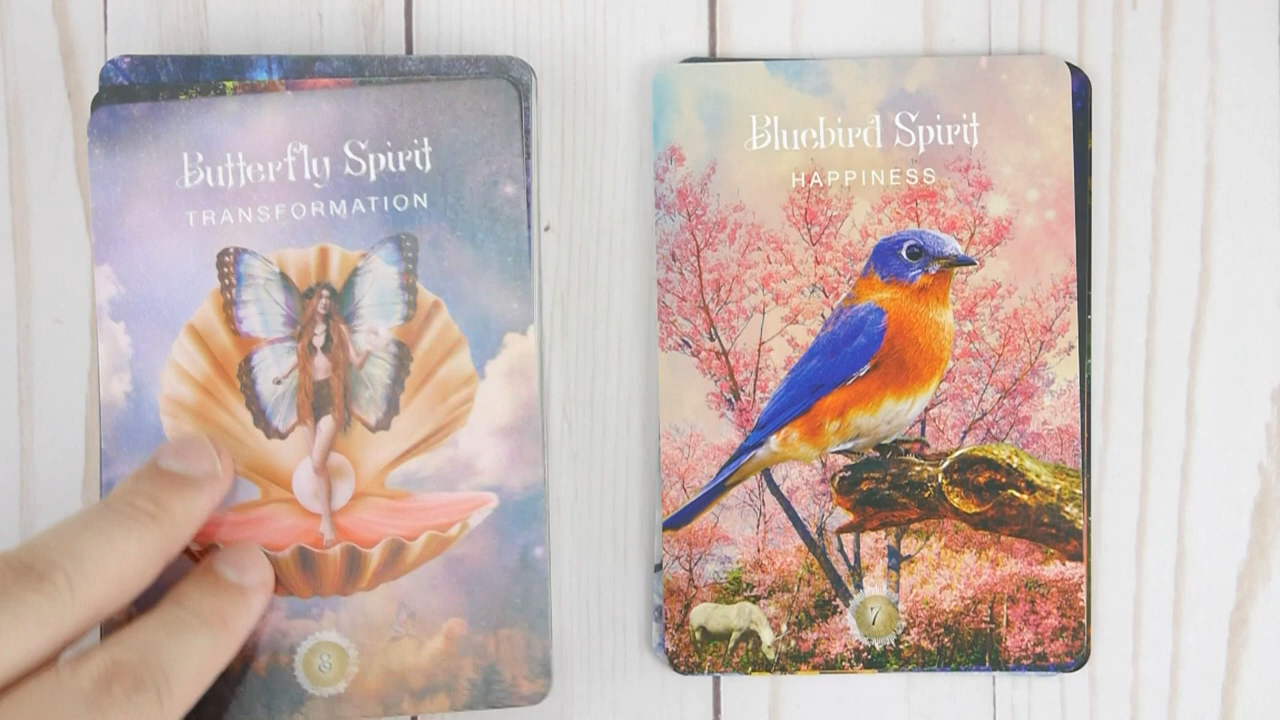 Butterfly Spirit
TRANSFORMATION
8
Bluebird Spirit
HAPPINESS
7